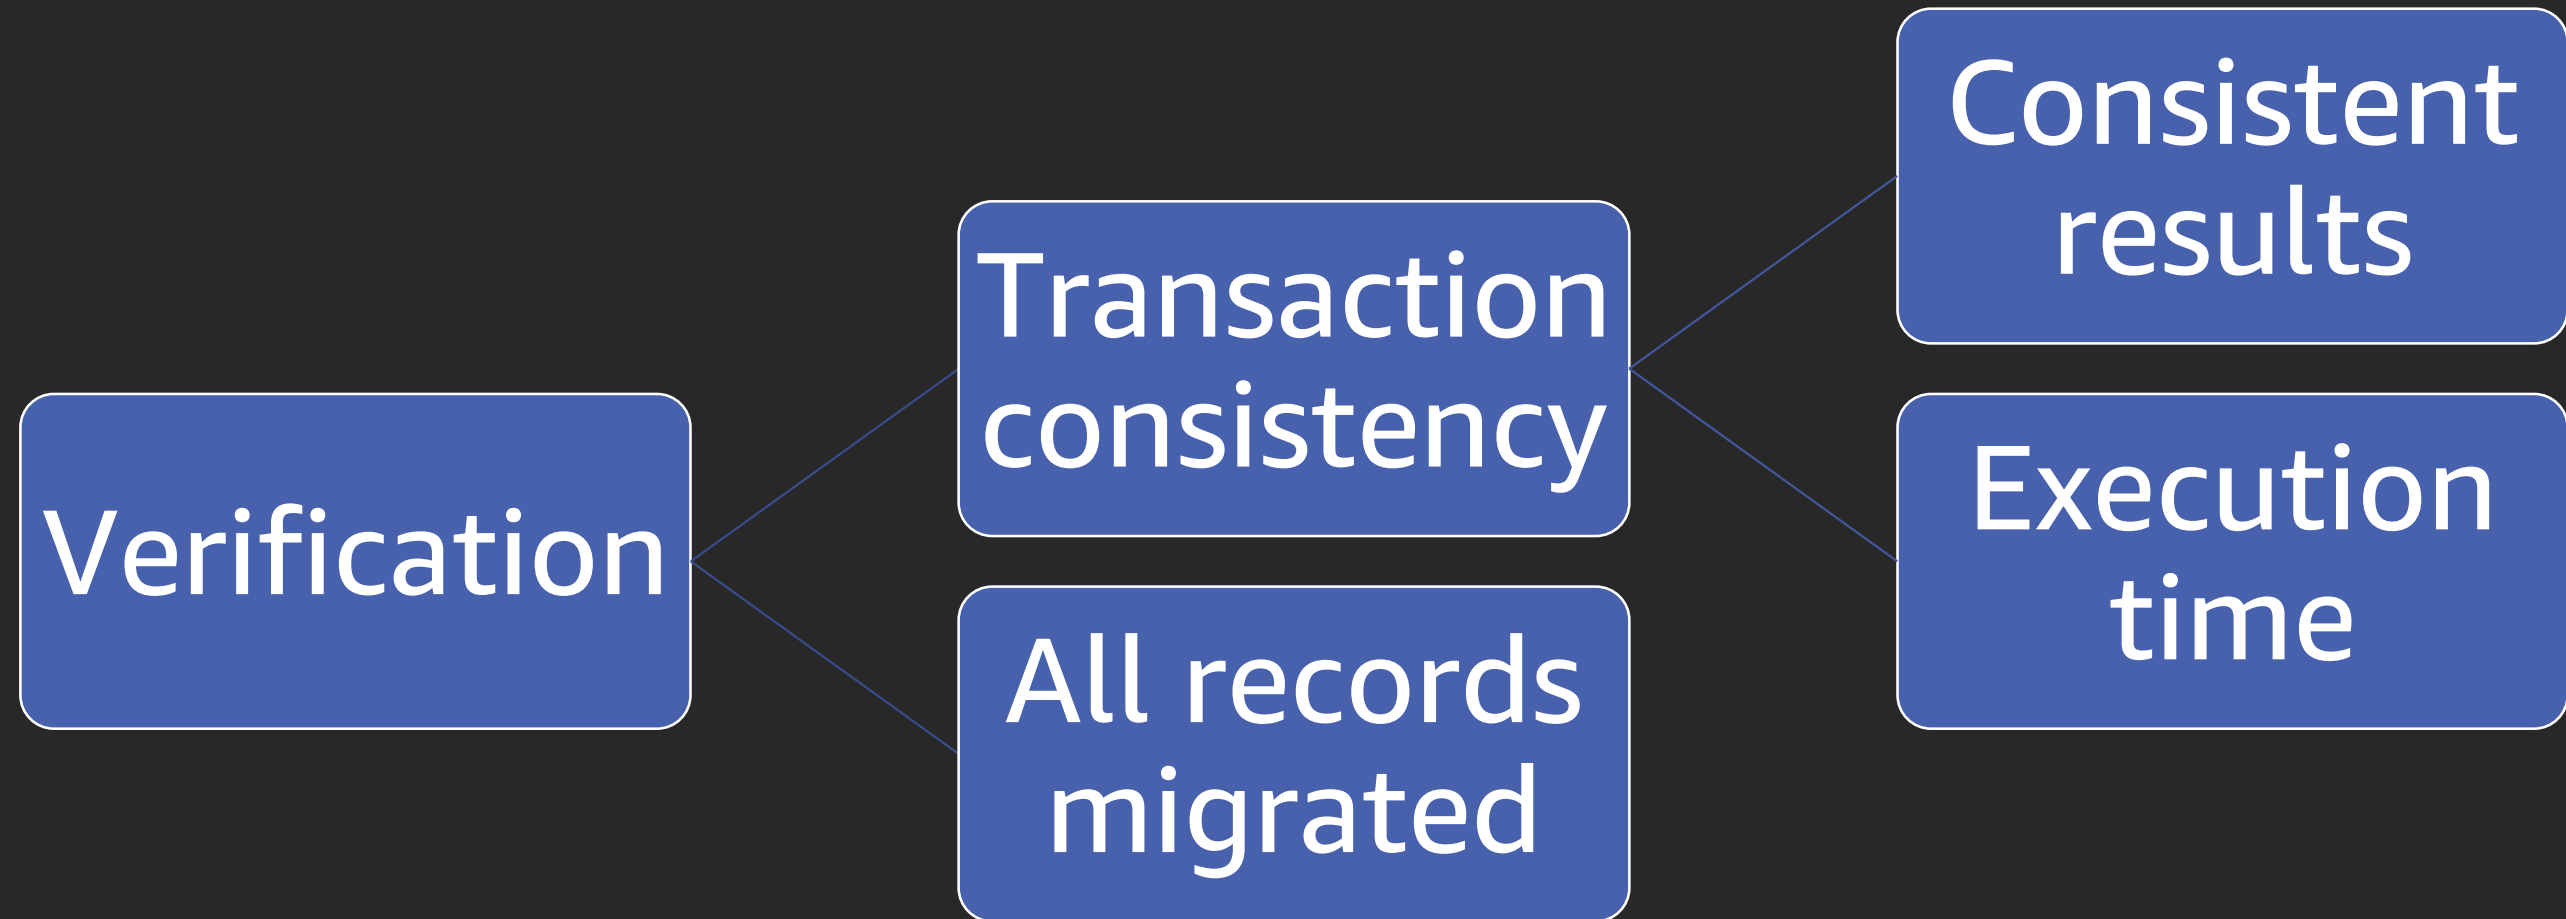 Verification
Transaction
consistency
All records
migrated
Consistent
results
Execution
time